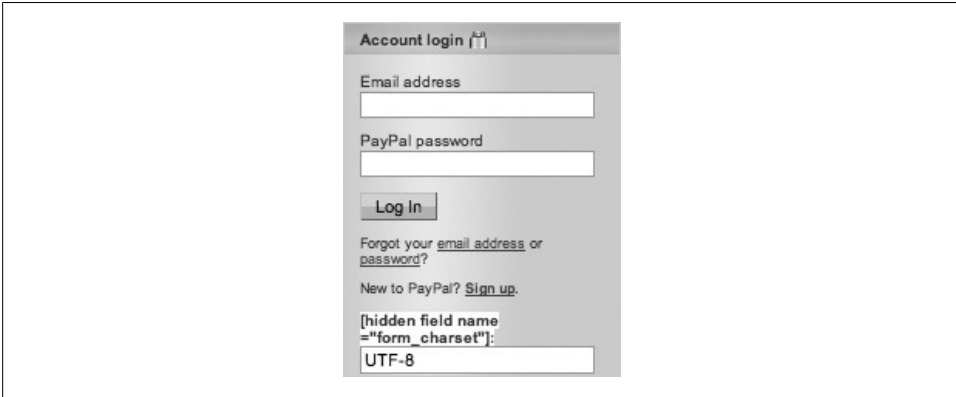 Account login
Email address
PayPal password
Log In
Forgot your email address or
password?
New to PayPal? Sign up.
[hidden field name
="form_charset"]:
UTF-8